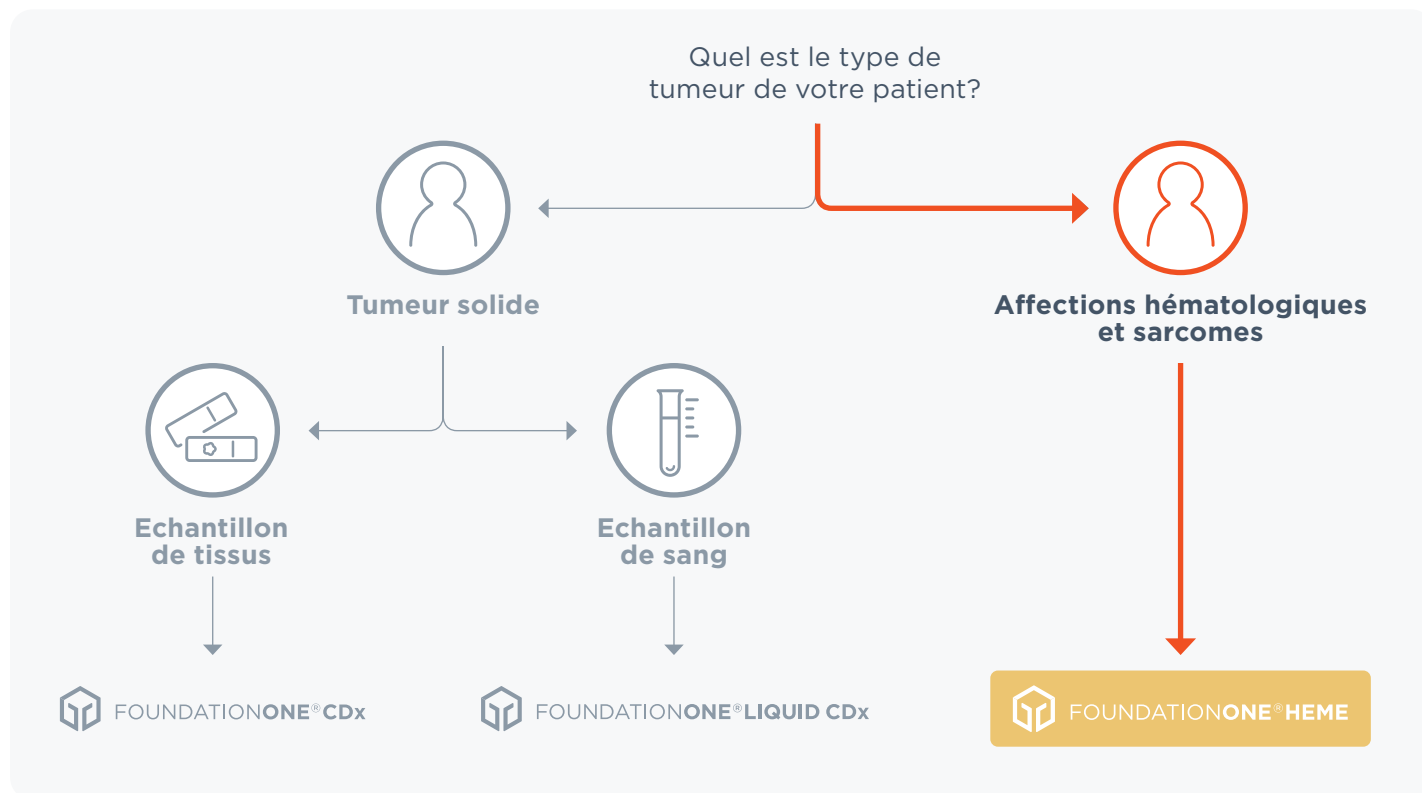 Quel est le type de
tumeur de votre patient?
Tumeur solide
Affections hématologiques
et sarcomes
Echantillon
de tissus
Echantillon
de sang
FOUNDATIONONE®CDx
FOUNDATIONONE®LIQUID CDx
FOUNDATIONONE®HEME